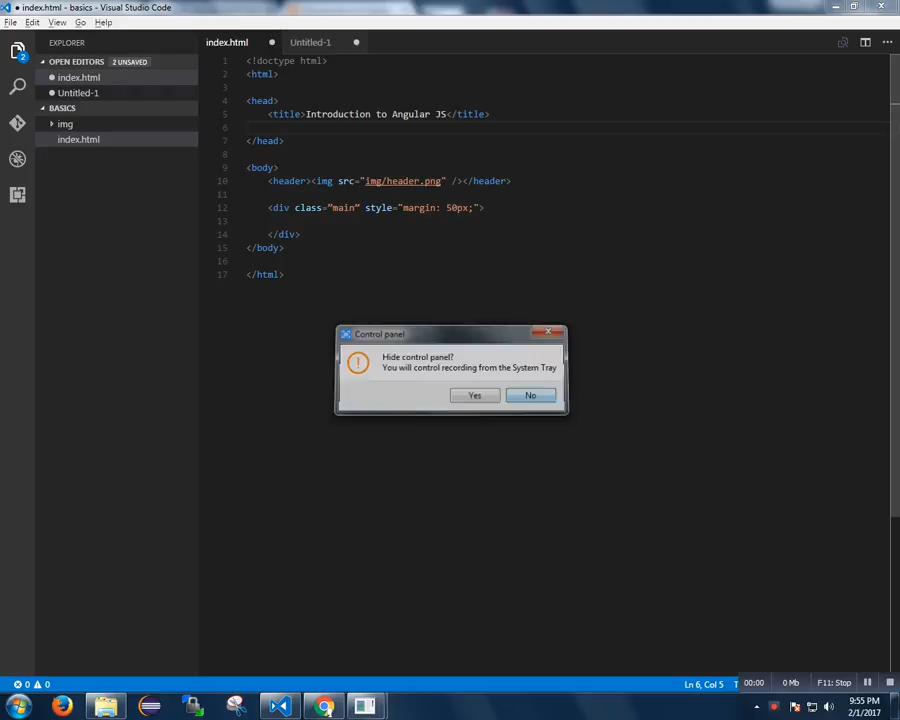 index.html - basics - Visual Studio Code
File Edit View Go Help
EXPLORER
OPEN EDITORS 2 UNSAVED
index.html
Untitled-1
BASICS
img
index.html
2
index.html Untitled-1
1 <!doctype html>
2 <html>
3
4 <head>
5 <title>Introduction to Angular JS</title>
6
7 </head>
8
9 <body>
10 <header><img src="img/header.png" /></header>
11
12 <div class=”main” style="margin: 50px;">
13
14 </div>
15 </body>
16
17 </html>
Control panel
Hide control panel?
You will control recording from the System Tray
Yes No
0 0
Ln 6, Col 5
00:00 0 Mb F11: Stop
9:55 PM
2/1/2017